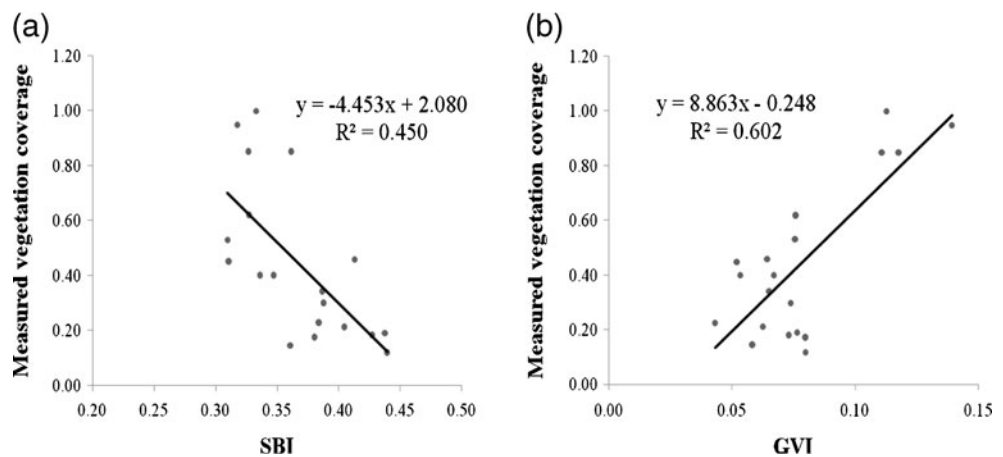 (a)
Measured vegetation coverage
1.20
1.00
0.80
0.60
0.40
0.20
0.00
y = -4.453x + 2.080
R² = 0.450
0.20 0.25 0.30 0.35 0.40 0.45 0.50
SBI
(b)
Measured vegetation coverage
1.20
1.00
0.80
0.60
0.40
0.20
0.00
y = 8.863x - 0.248
R² = 0.602
0.00 0.05 0.10 0.15
GVI